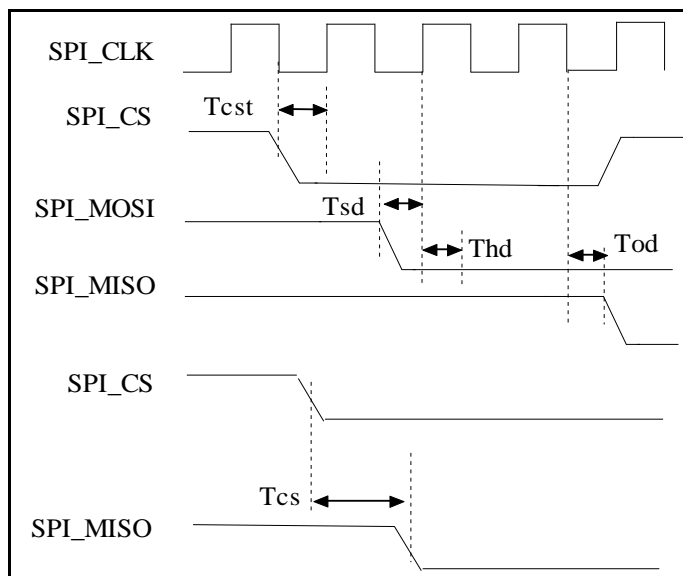 SPI_CLK
Tcst
SPI_CS
SPI_MOSI
Tsd
Thd
Tod
SPI_MISO
SPI_CS
Tcs
SPI_MISO